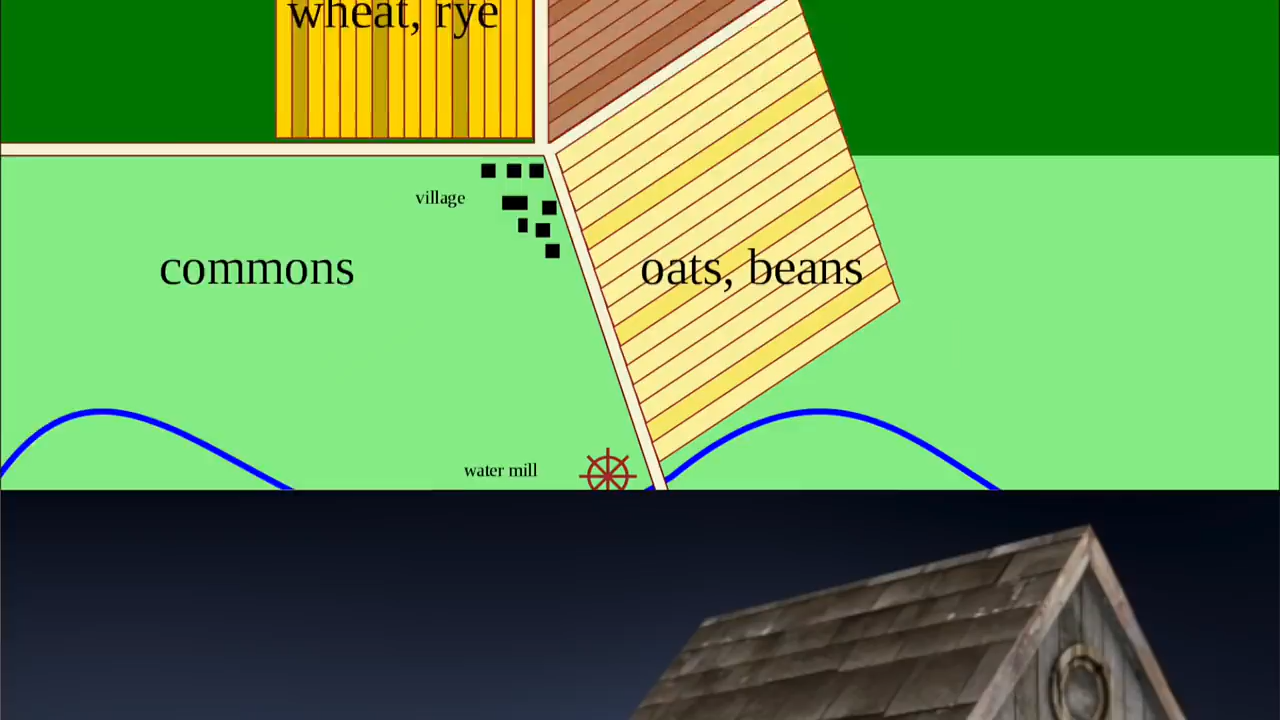 wheat, rye
village
commons
oats, beans
water mill